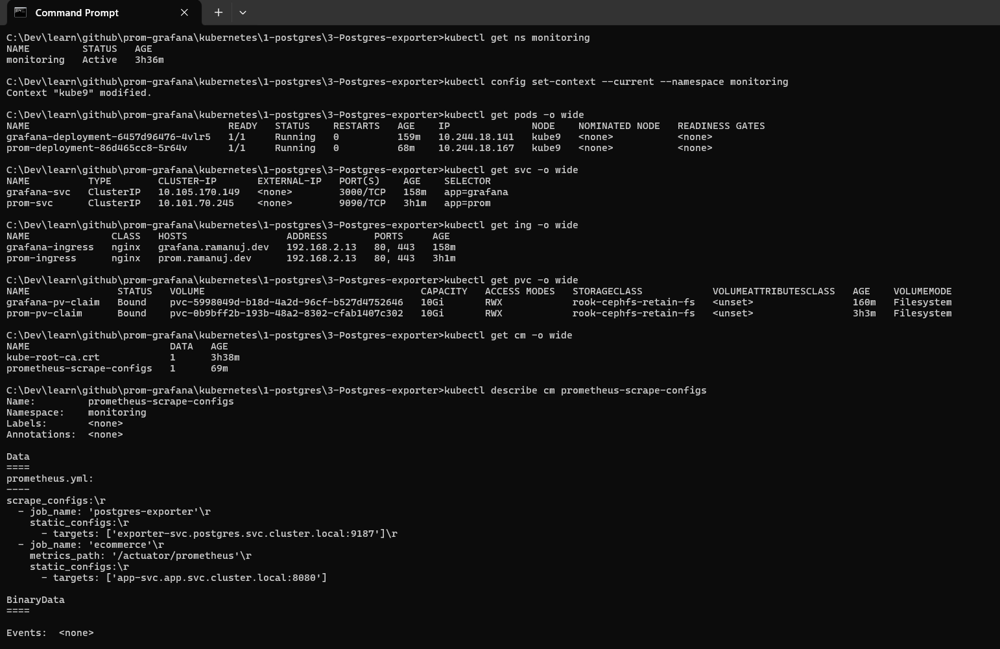 Command Prompt
C:\Dev\learn\github\prom-grafana\kubernetes\1-postgres\3-Postgres-exporter>kubectl get ns monitoring
NAME         STATUS   AGE
monitoring   Active   3h36m
C:\Dev\learn\github\prom-grafana\kubernetes\1-postgres\3-Postgres-exporter>kubectl config set-context --current --namespace monitoring
Context "kube9" modified.
C:\Dev\learn\github\prom-grafana\kubernetes\1-postgres\3-Postgres-exporter>kubectl get pods -o wide
NAME                                  READY   STATUS    RESTARTS   AGE    IP              NODE    NOMINATED NODE   READINESS GATES
grafana-deployment-6457d96476-4vlr5   1/1     Running   0          159m   10.244.18.141   kube9   <none>           <none>
prom-deployment-86d465cc8-5r64v       1/1     Running   0          68m    10.244.18.167   kube9   <none>           <none>
C:\Dev\learn\github\prom-grafana\kubernetes\1-postgres\3-Postgres-exporter>kubectl get svc -o wide
NAME          TYPE        CLUSTER-IP       EXTERNAL-IP   PORT(S)    AGE    SELECTOR
grafana-svc   ClusterIP   10.105.170.149   <none>        3000/TCP   158m   app=grafana
prom-svc      ClusterIP   10.101.70.245    <none>        9090/TCP   3h1m   app=prom
C:\Dev\learn\github\prom-grafana\kubernetes\1-postgres\3-Postgres-exporter>kubectl get ing -o wide
NAME              CLASS   HOSTS                 ADDRESS        PORTS     AGE
grafana-ingress   nginx   grafana.ramanuj.dev   192.168.2.13   80, 443   158m
prom-ingress      nginx   prom.ramanuj.dev      192.168.2.13   80, 443   3h1m
C:\Dev\learn\github\prom-grafana\kubernetes\1-postgres\3-Postgres-exporter>kubectl get pvc -o wide
NAME               STATUS   VOLUME                                     CAPACITY   ACCESS MODES   STORAGECLASS            VOLUMEATTRIBUTESCLASS   AGE    VOLUMEMODE
grafana-pv-claim   Bound    pvc-5998049d-b18d-4a2d-96cf-b527d4752646   10Gi       RWX            rook-cephfs-retain-fs   <unset>                 160m   Filesystem
prom-pv-claim      Bound    pvc-0b9bff2b-193b-48a2-8302-cfab1407c302   10Gi       RWX            rook-cephfs-retain-fs   <unset>                 3h3m   Filesystem
C:\Dev\learn\github\prom-grafana\kubernetes\1-postgres\3-Postgres-exporter>kubectl get cm -o wide
NAME                        DATA   AGE
kube-root-ca.crt            1      3h38m
prometheus-scrape-configs   1      69m
C:\Dev\learn\github\prom-grafana\kubernetes\1-postgres\3-Postgres-exporter>kubectl describe cm prometheus-scrape-configs
Name:         prometheus-scrape-configs
Namespace:    monitoring
Labels:       <none>
Annotations:  <none>
Data
====
prometheus.yml:
----
scrape_configs:\r
  - job_name: 'postgres-exporter'\r
    static_configs:\r
      - targets: ['exporter-svc.postgres.svc.cluster.local:9187']\r
  - job_name: 'ecommerce'\r
    metrics_path: '/actuator/prometheus'\r
    static_configs:\r
      - targets: ['app-svc.app.svc.cluster.local:8080']
BinaryData
====
Events:  <none>